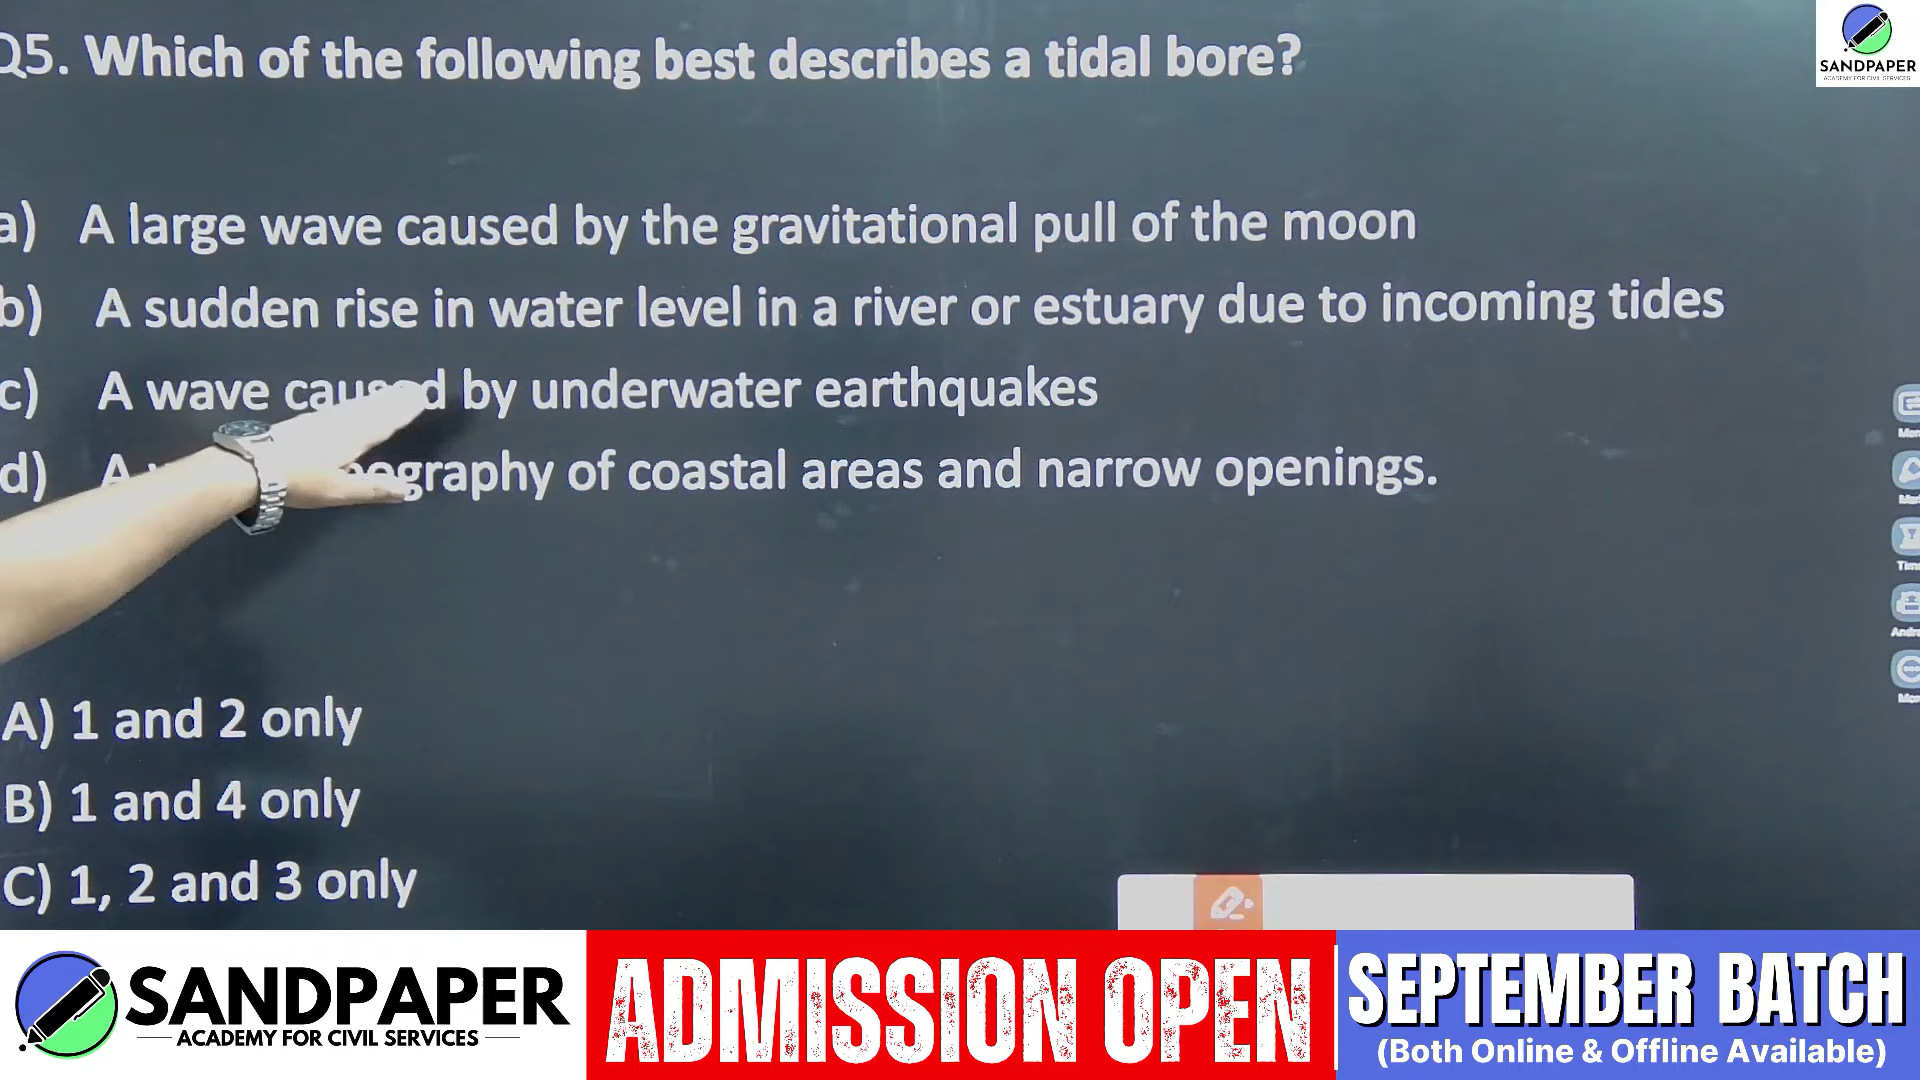 Q5. Which of the following best describes a tidal bore?
SANDPAPER
ACADEMY FOR CIVIL SERVICES
a) A large wave caused by the gravitational pull of the moon
b) A sudden rise in water level in a river or estuary due to incoming tides
c) A wave caused by underwater earthquakes
d) A of coastal areas and narrow openings.
A) 1 and 2 only
B) 1 and 4 only
C) 1, 2 and 3 only
SANDPAPER
ACADEMY FOR CIVIL SERVICES
ADMISSION OPEN
SEPTEMBER BATCH
(Both Online & Offline Available)